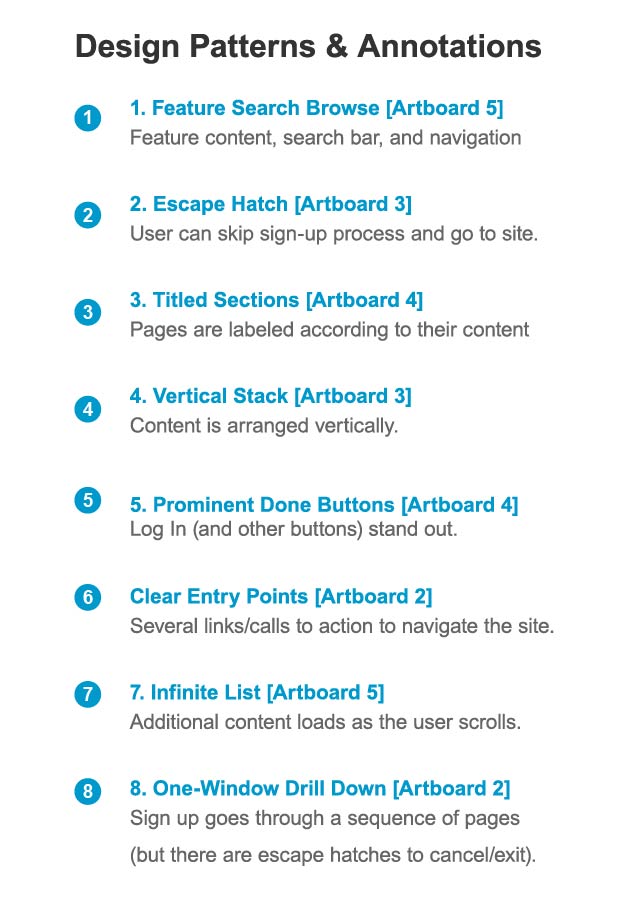 Design Patterns & Annotations
1
1. Feature Search Browse [Artboard 5]
Feature content, search bar, and navigation
2
2. Escape Hatch [Artboard 3]
User can skip sign-up process and go to site.
3
3. Titled Sections [Artboard 4]
Pages are labeled according to their content
4
4. Vertical Stack [Artboard 3]
Content is arranged vertically.
5
5. Prominent Done Buttons [Artboard 4]
Log In (and other buttons) stand out.
6
Clear Entry Points [Artboard 2]
Several links/calls to action to navigate the site.
7
7. Infinite List [Artboard 5]
Additional content loads as the user scrolls.
8
8. One-Window Drill Down [Artboard 2]
Sign up goes through a sequence of pages
(but there are escape hatches to cancel/exit).